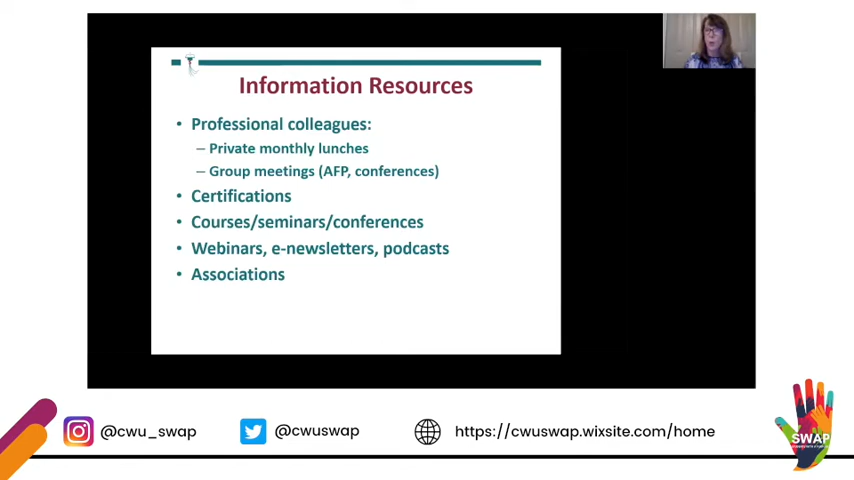 Information Resources
• Professional colleagues:
– Private monthly lunches
– Group meetings (AFP, conferences)
• Certifications
• Courses/seminars/conferences
• Webinars, e-newsletters, podcasts
• Associations
@cwu_swap
@cwuswap
https://cwuswap.wixsite.com/home
SWAP